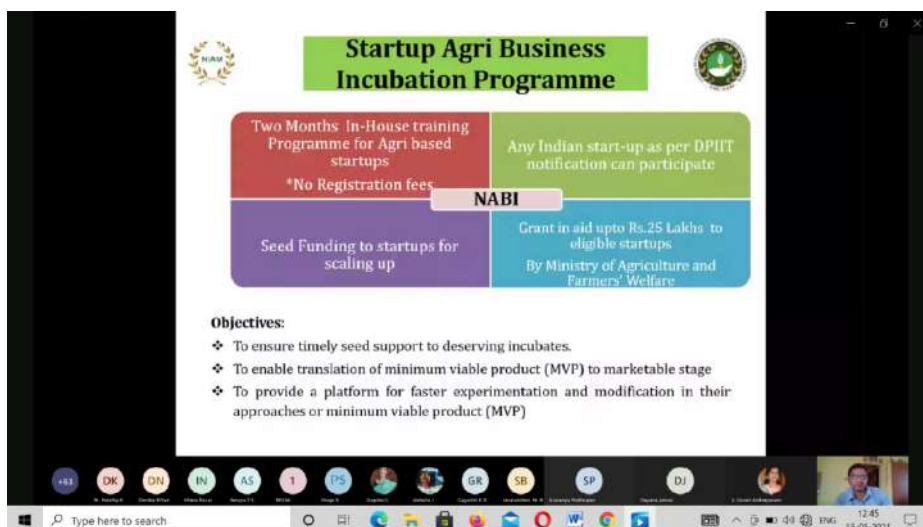 Startup Agri Business
Incubation Programme
NIAM
Two Months In-House training
Programme for Agri based
startups
*No Registration fees
Any Indian start-up as per DPIIT
notification can participate
NABI
Seed Funding to startups for
scaling up
Grant in aid upto Rs.25 Lakhs to
eligible startups
By Ministry of Agriculture and
Farmers' Welfare
Objectives:
❖ To ensure timely seed support to deserving incubates.
❖ To enable translation of minimum viable product (MVP) to marketable stage
❖ To provide a platform for faster experimentation and modification in their
approaches or minimum viable product (MVP)
+63 DK DN IN AS 1 PS GR SB SP DJ
Type here to search
ENG
12:45